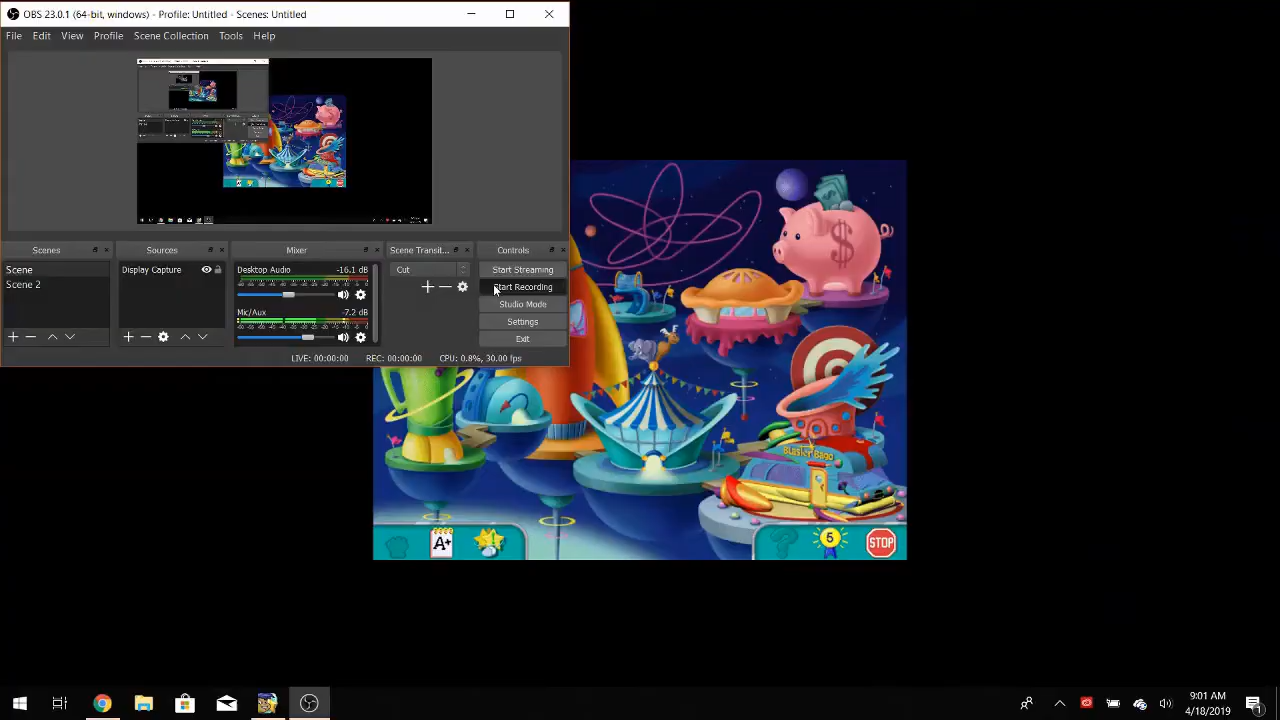 OBS 23.0.1 (64-bit, windows) - Profile: Untitled - Scenes: Untitled
File Edit View Profile Scene Collection Tools Help
Scenes Sources Mixer Scene Transit... Controls
Scene
Scene 2
Display Capture
Desktop Audio -16.1 dB
Mic/Aux -7.2 dB
Cut
Start Streaming
Start Recording
Studio Mode
Settings
Exit
LIVE: 00:00:00 REC: 00:00:00 CPU: 0.8%, 30.00 fps
$
Blaster Bago
A+
5
STOP
9:01 AM
4/18/2019